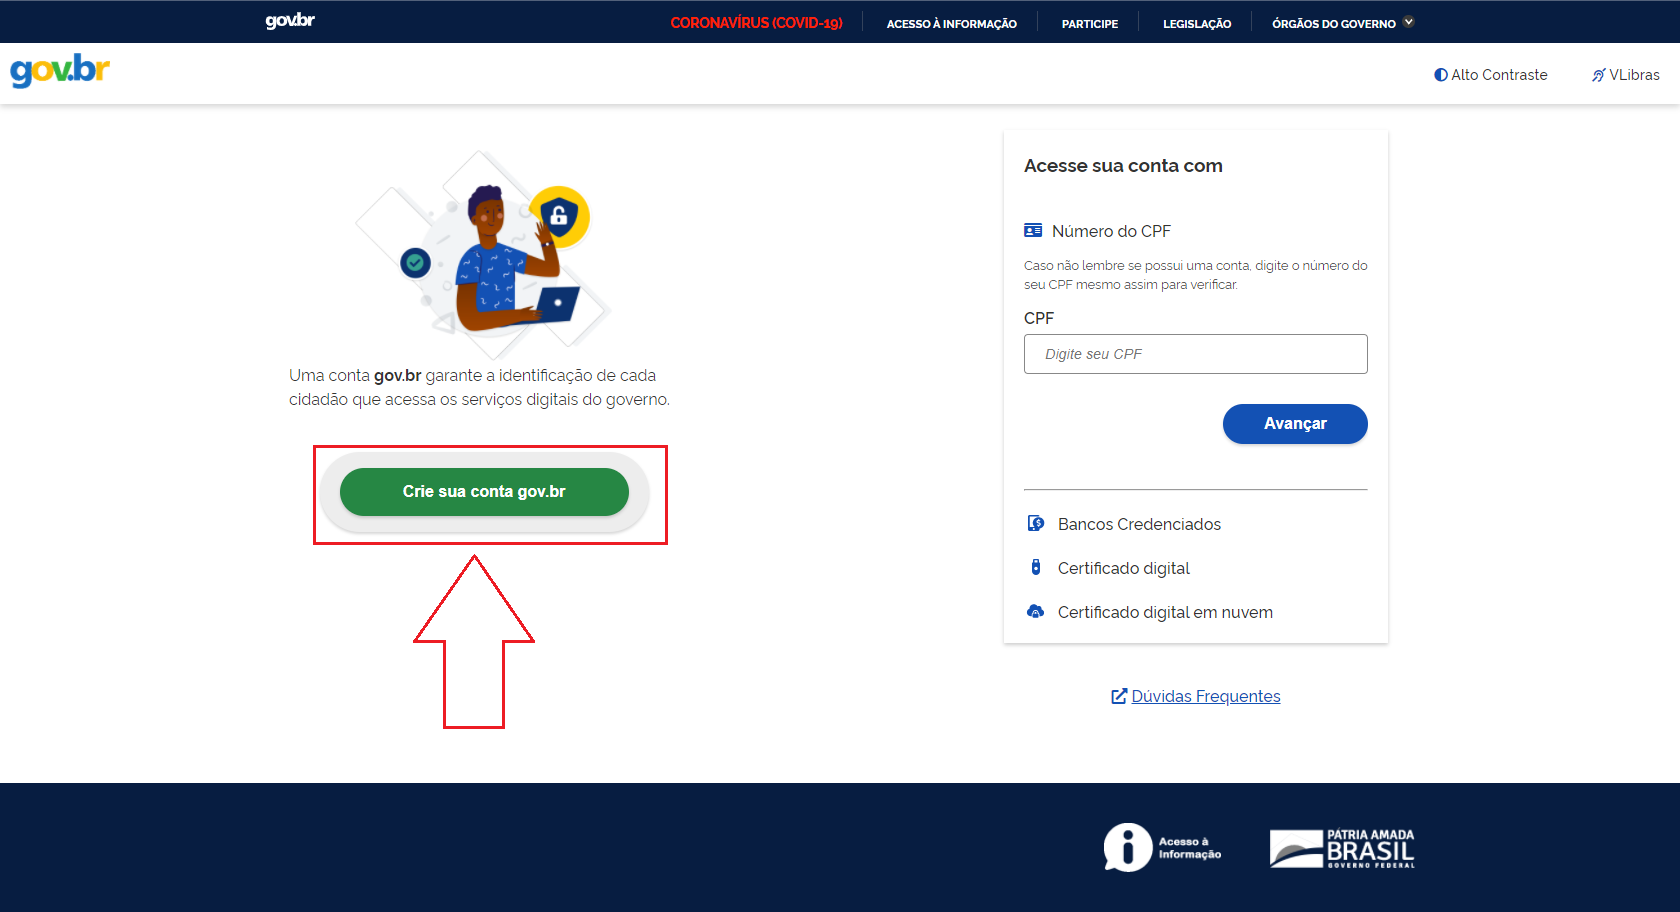 gov.br
CORONAVÍRUS (COVID-19)
ACESSO À INFORMAÇÃO
PARTICIPE
LEGISLAÇÃO
ÓRGÃOS DO GOVERNO
gov.br
Alto Contraste
VLibras
Uma conta gov.br garante a identificação de cada
cidadão que acessa os serviços digitais do governo.
Crie sua conta gov.br
Acesse sua conta com
Número do CPF
Caso não lembre se possui uma conta, digite o número do
seu CPF mesmo assim para verificar.
CPF
Digite seu CPF
Avançar
Bancos Credenciados
Certificado digital
Certificado digital em nuvem
Dúvidas Frequentes
Acesso à
Informação
PÁTRIA AMADA
BRASIL
GOVERNO FEDERAL